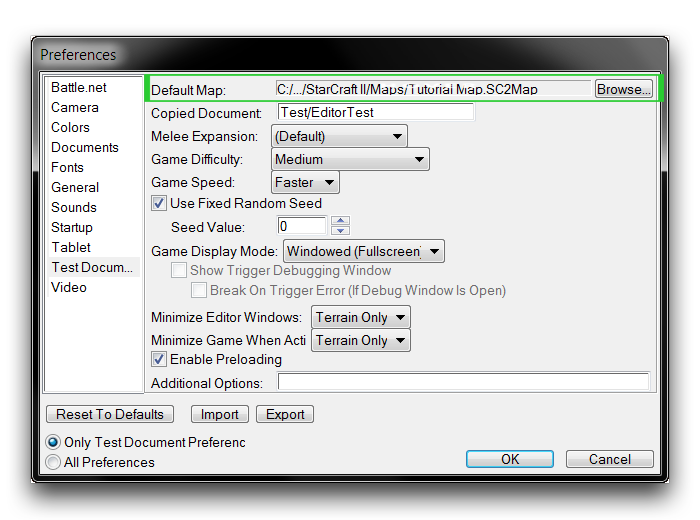 Preferences
Battle.net
Camera
Colors
Documents
Fonts
General
Sounds
Startup
Tablet
Test Docum...
Video
Default Map: C:/.../StarCraft II/Maps/Tutorial Map.SC2Map Browse...
Copied Document: Test/EditorTest
Melee Expansion: (Default)
Game Difficulty: Medium
Game Speed: Faster
Use Fixed Random Seed
Seed Value: 0
Game Display Mode: Windowed (Fullscreen)
Show Trigger Debugging Window
Break On Trigger Error (If Debug Window Is Open)
Minimize Editor Windows: Terrain Only
Minimize Game When Acti Terrain Only
Enable Preloading
Additional Options:
Reset To Defaults Import Export
Only Test Document Preferenc
All Preferences
OK Cancel